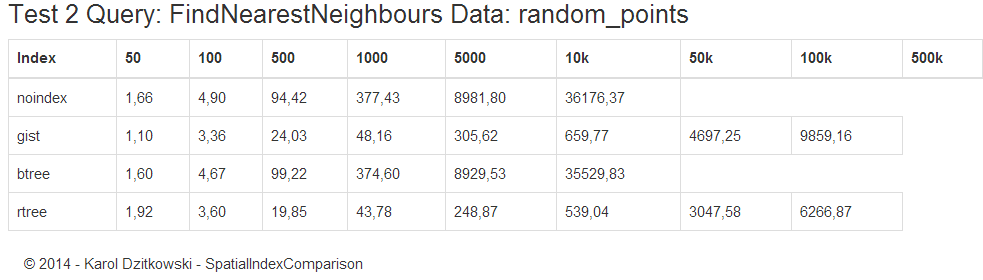 Test 2 Query: FindNearestNeighbours Data: random_points
Index 50 100 500 1000 5000 10k 50k 100k 500k
noindex 1,66 4,90 94,42 377,43 8981,80 36176,37
gist 1,10 3,36 24,03 48,16 305,62 659,77 4697,25 9859,16
btree 1,60 4,67 99,22 374,60 8929,53 35529,83
rtree 1,92 3,60 19,85 43,78 248,87 539,04 3047,58 6266,87
© 2014 - Karol Dzitkowski - SpatialIndexComparison